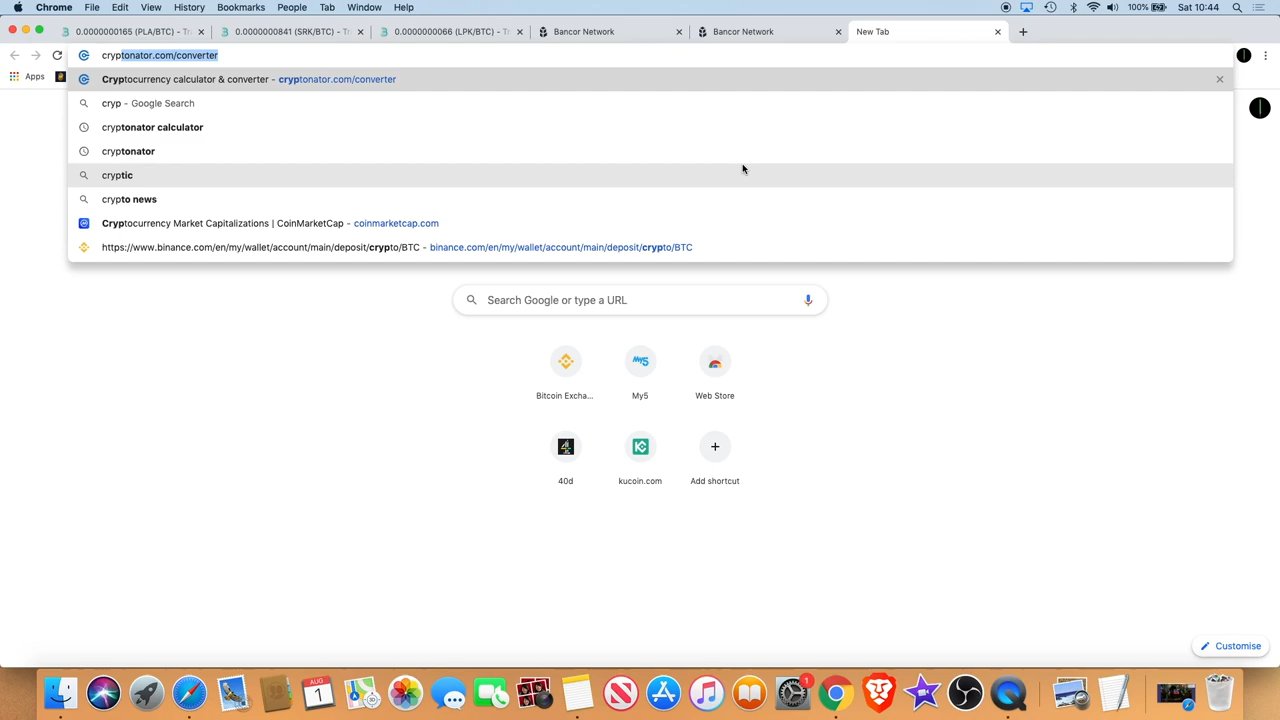 Chrome File Edit View History Bookmarks People Tab Window Help 100% Sat 10:44
0.0000000165 (PLA/BTC) - Tr 0.0000000841 (SRK/BTC) - T 0.0000000066 (LPK/BTC) - T Bancor Network Bancor Network New Tab
cryptonator.com/converter
Apps
Cryptocurrency calculator & converter - cryptonator.com/converter
cryp - Google Search
cryptonator calculator
cryptonator
cryptic
crypto news
Cryptocurrency Market Capitalizations | CoinMarketCap - coinmarketcap.com
https://www.binance.com/en/my/wallet/account/main/deposit/crypto/BTC - binance.com/en/my/wallet/account/main/deposit/crypto/BTC
Search Google or type a URL
My5
Bitcoin Excha... My5 Web Store
40d kucoin.com Add shortcut
Customise
AUG
1
1